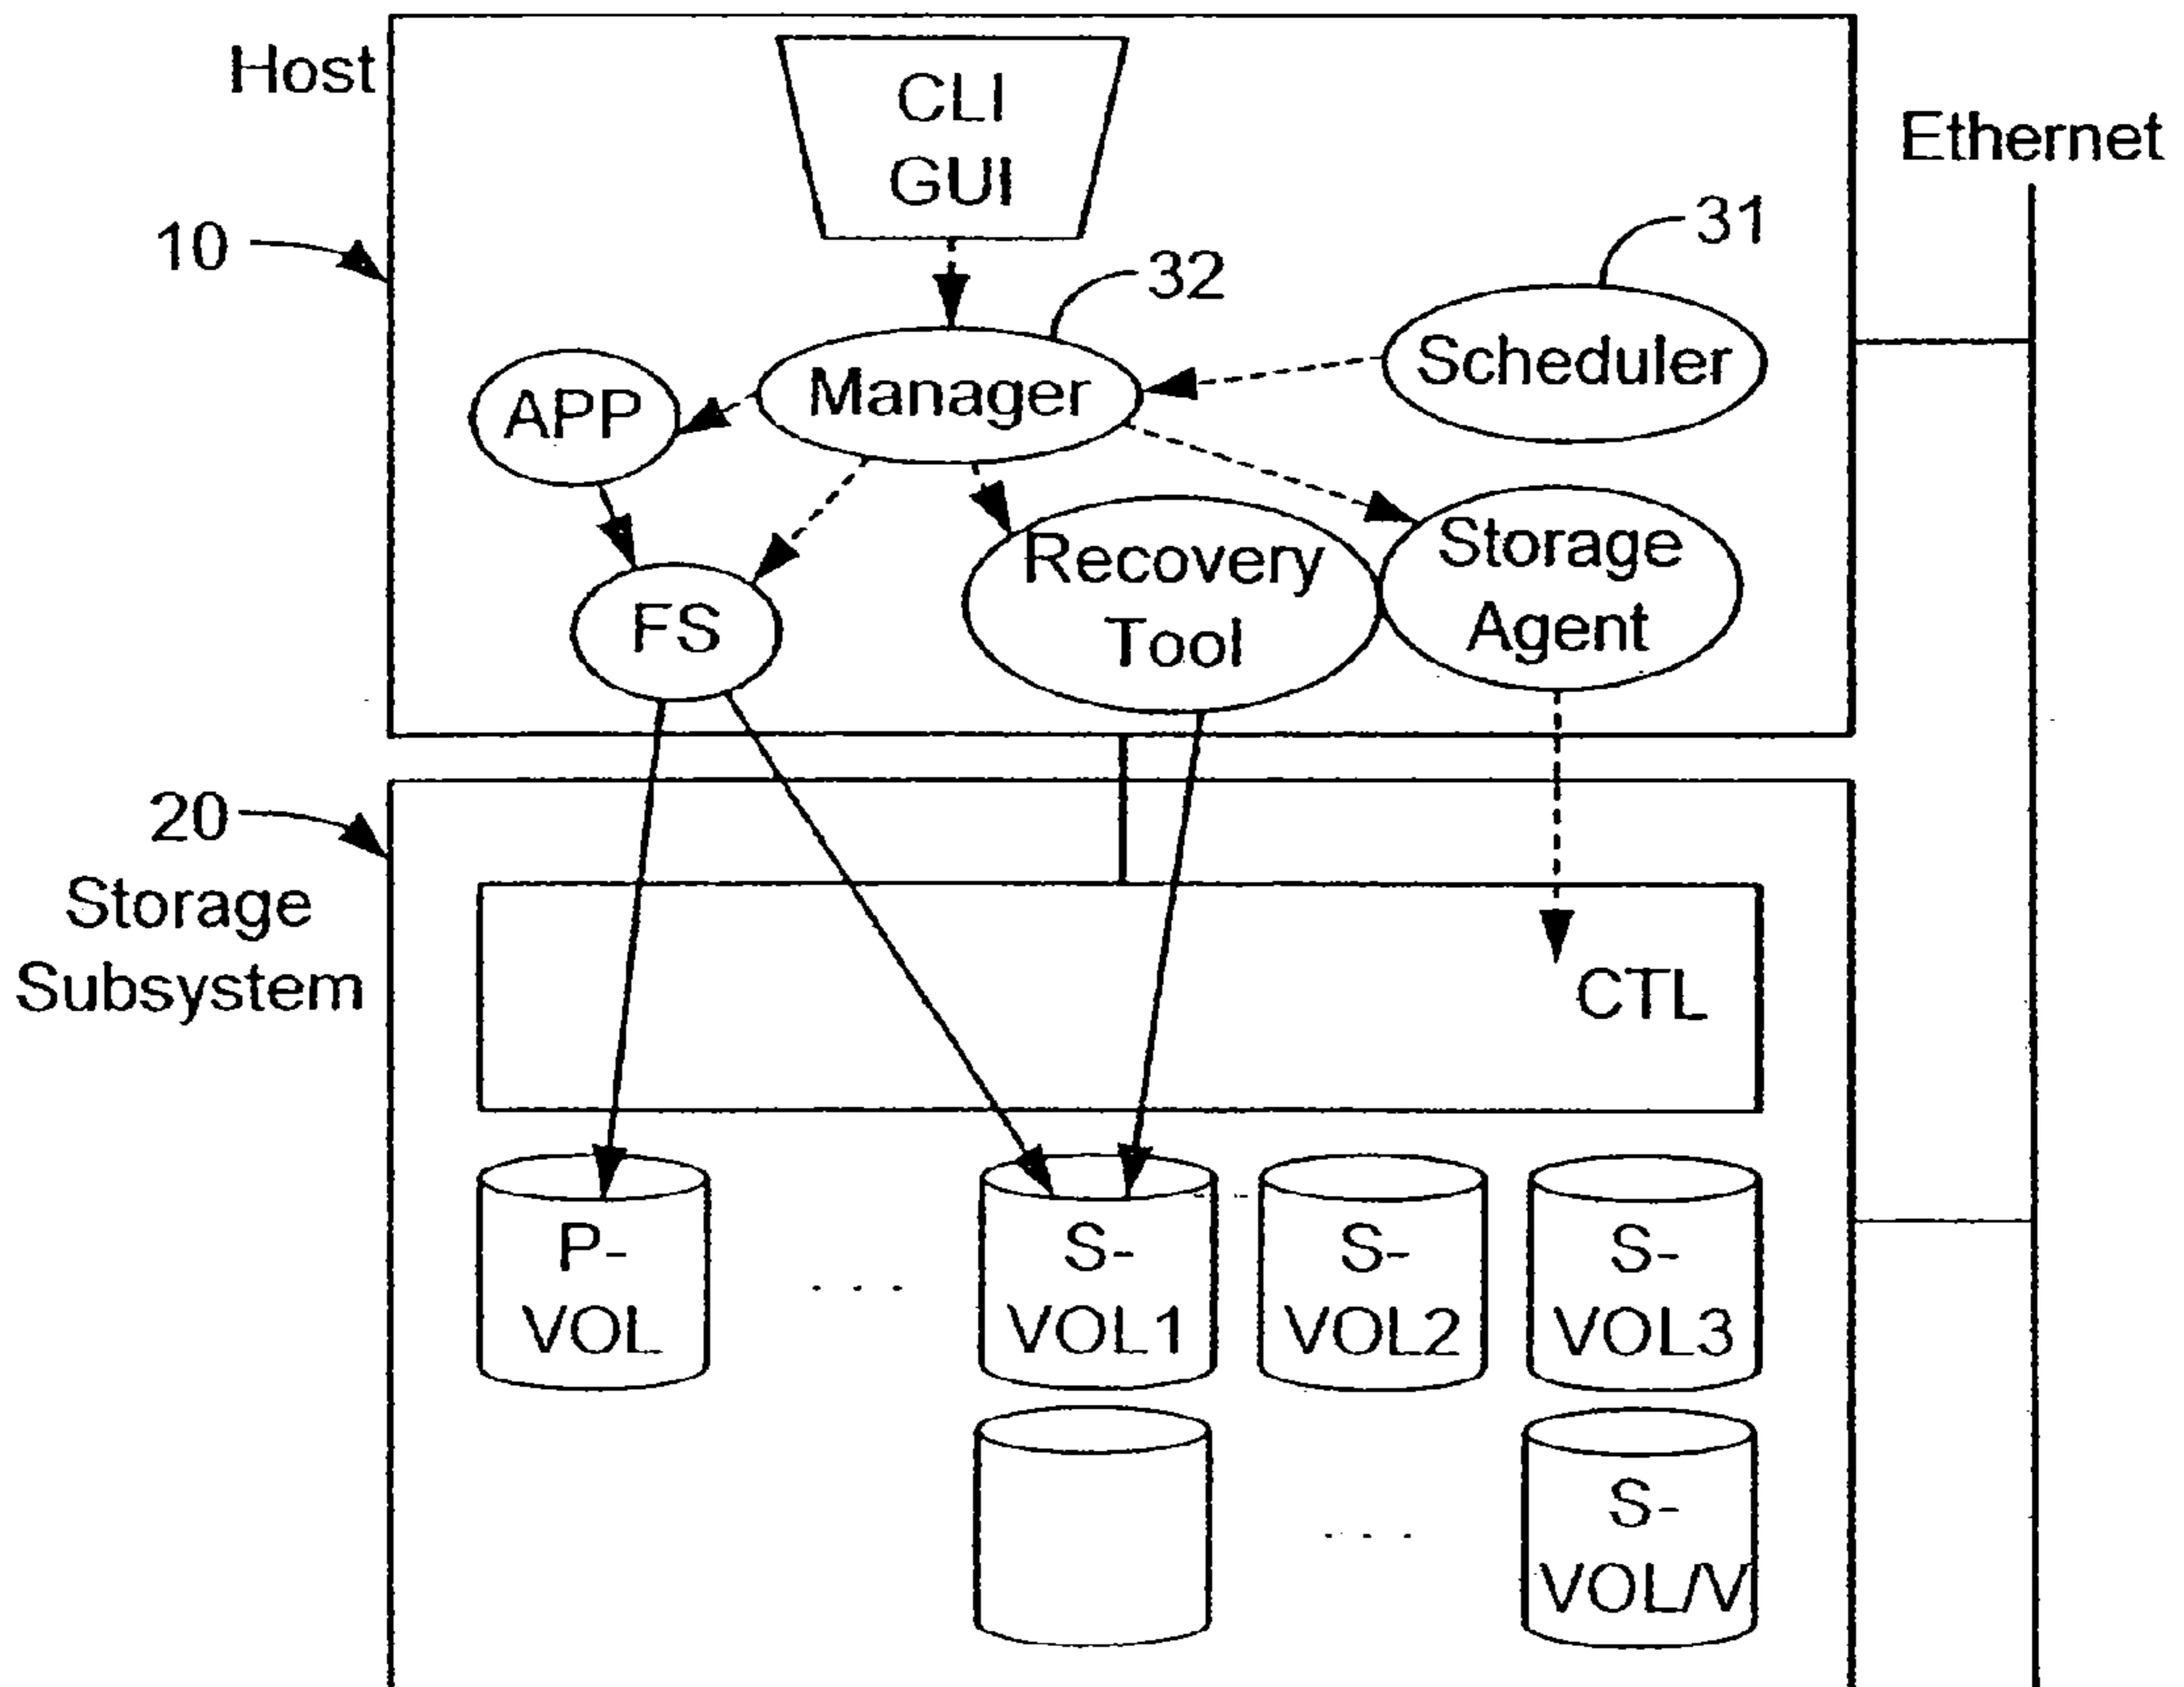 Host
CLI
GUI
Ethernet
10
32
31
Scheduler
Manager
APP
Storage
Agent
Recovery
Tool
FS
20
Storage
Subsystem
CTL
P-
VOL
. . .
S-
VOL1
S-
VOL2
S-
VOL3
. . .
S-
VOL/V